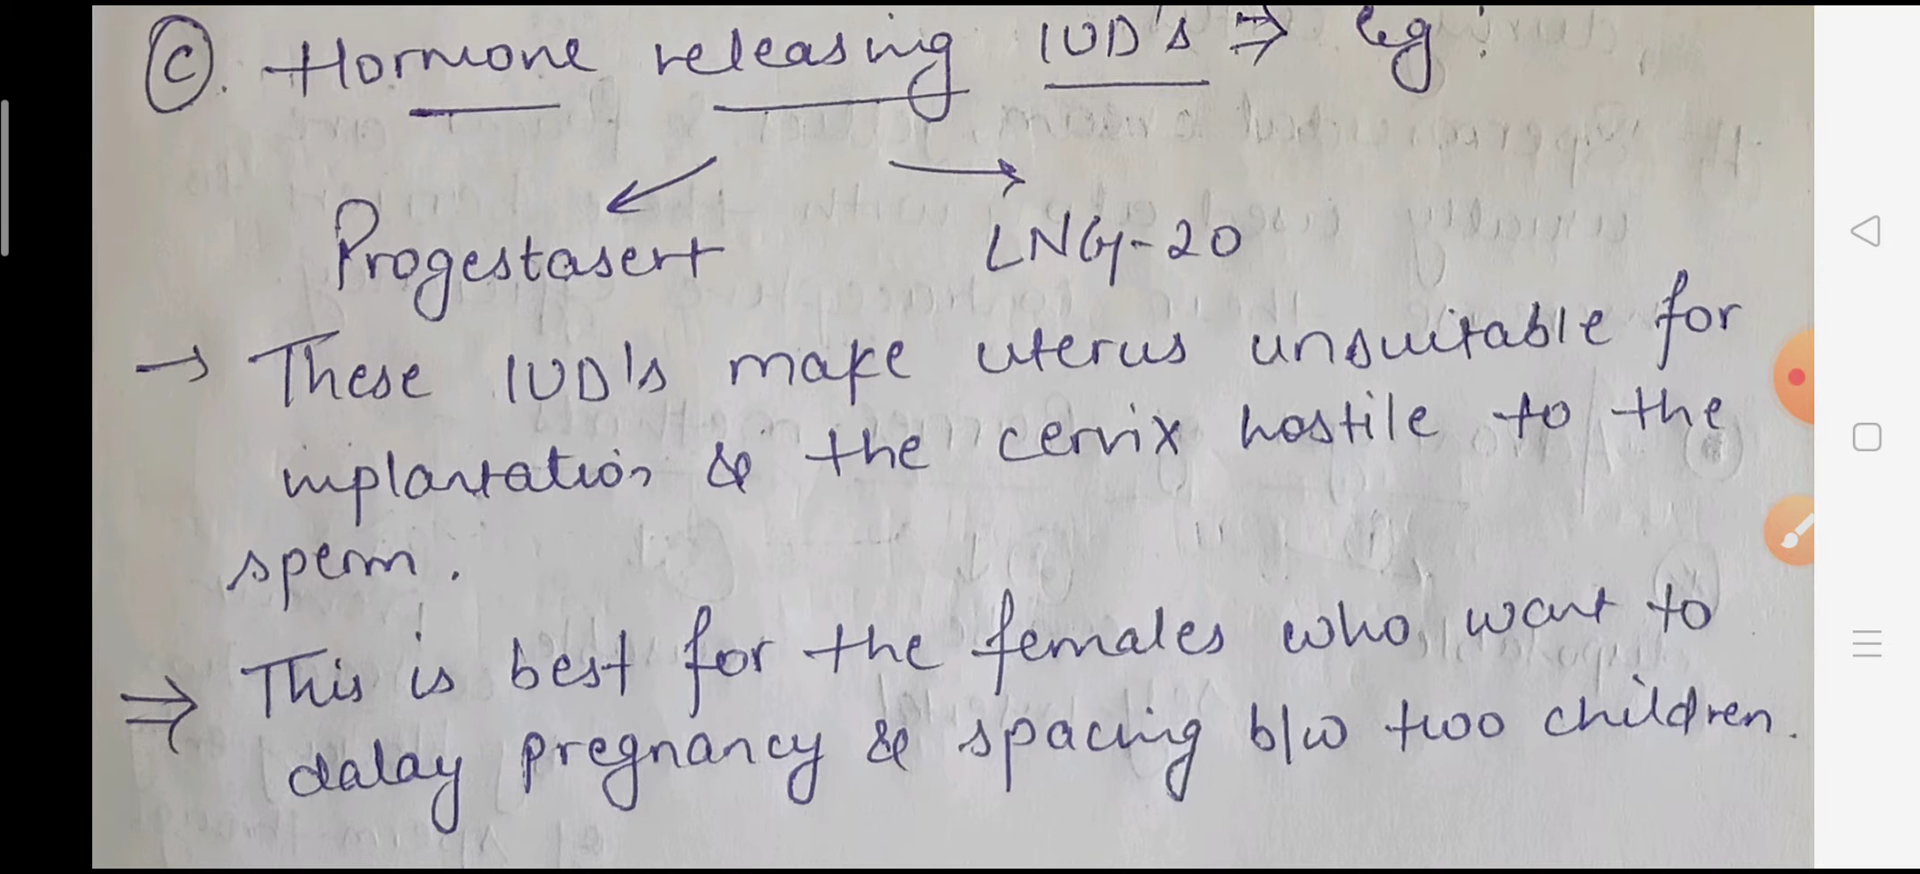 (C). Hormone releasing IUD's ⇒ eg:
Progestasert LNG-20
→ These IUD's make uterus unsuitable for
implantation & the cervix hostile to the
sperm.
⇒ This is best for the females who want to
dalay pregnancy & spacing b/w two children.